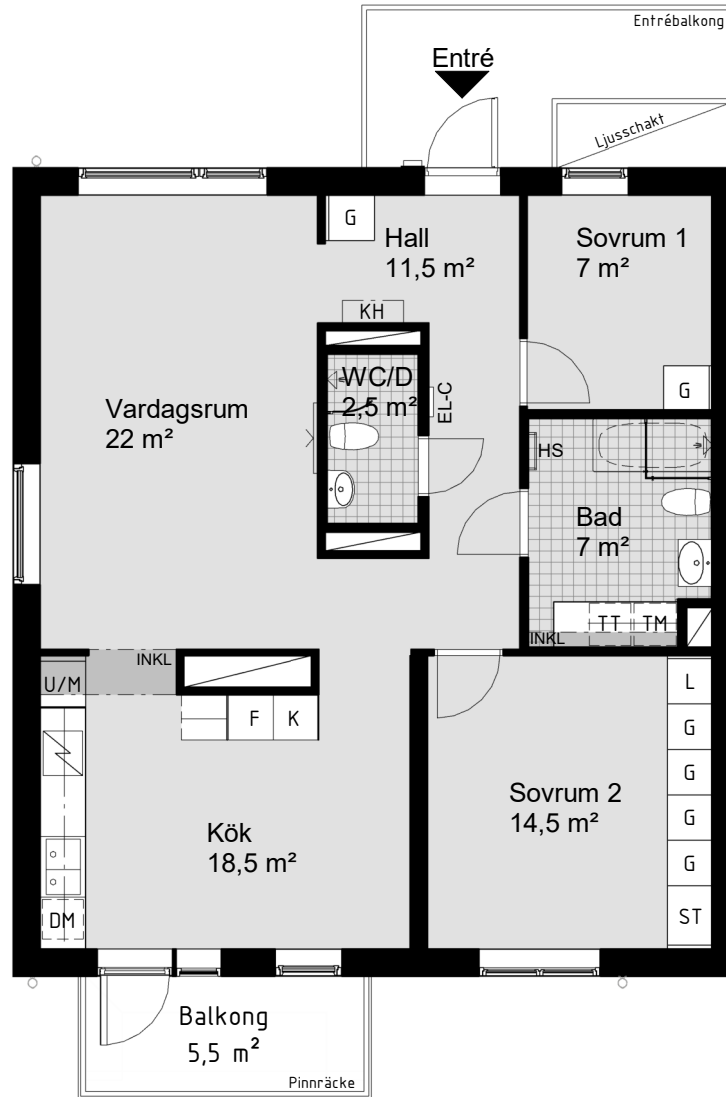 Entrébalkong
Entré
Ljusschakt
G
Hall
11,5 m²
Sovrum 1
7 m²
KH
WC/D
2,5 m²
EL-C
G
Vardagsrum
22 m²
HS
Bad
7 m²
TT
TM
INKL
INKL
U/M
L
F
K
G
G
Sovrum 2
14,5 m²
G
Kök
18,5 m²
G
DM
ST
Balkong
5,5 m²
Pinnräcke